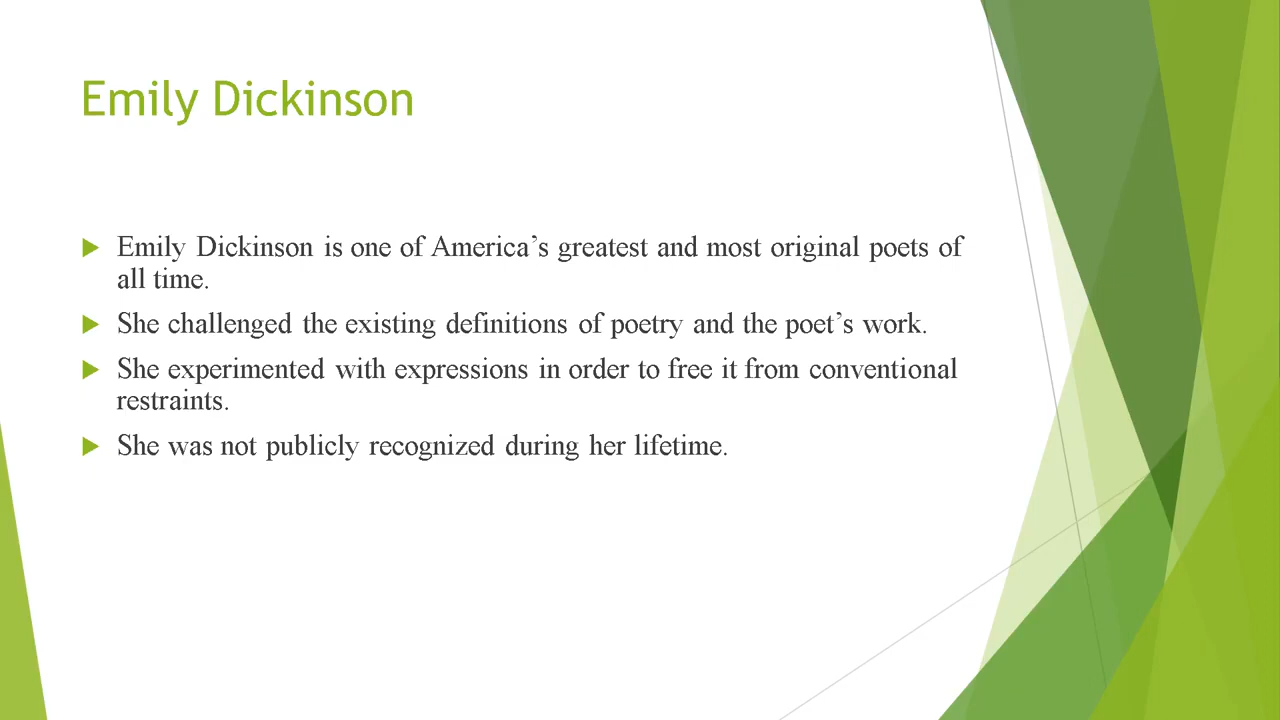 Emily Dickinson
Emily Dickinson is one of America’s greatest and most original poets of
all time.
She challenged the existing definitions of poetry and the poet’s work.
She experimented with expressions in order to free it from conventional
restraints.
She was not publicly recognized during her lifetime.